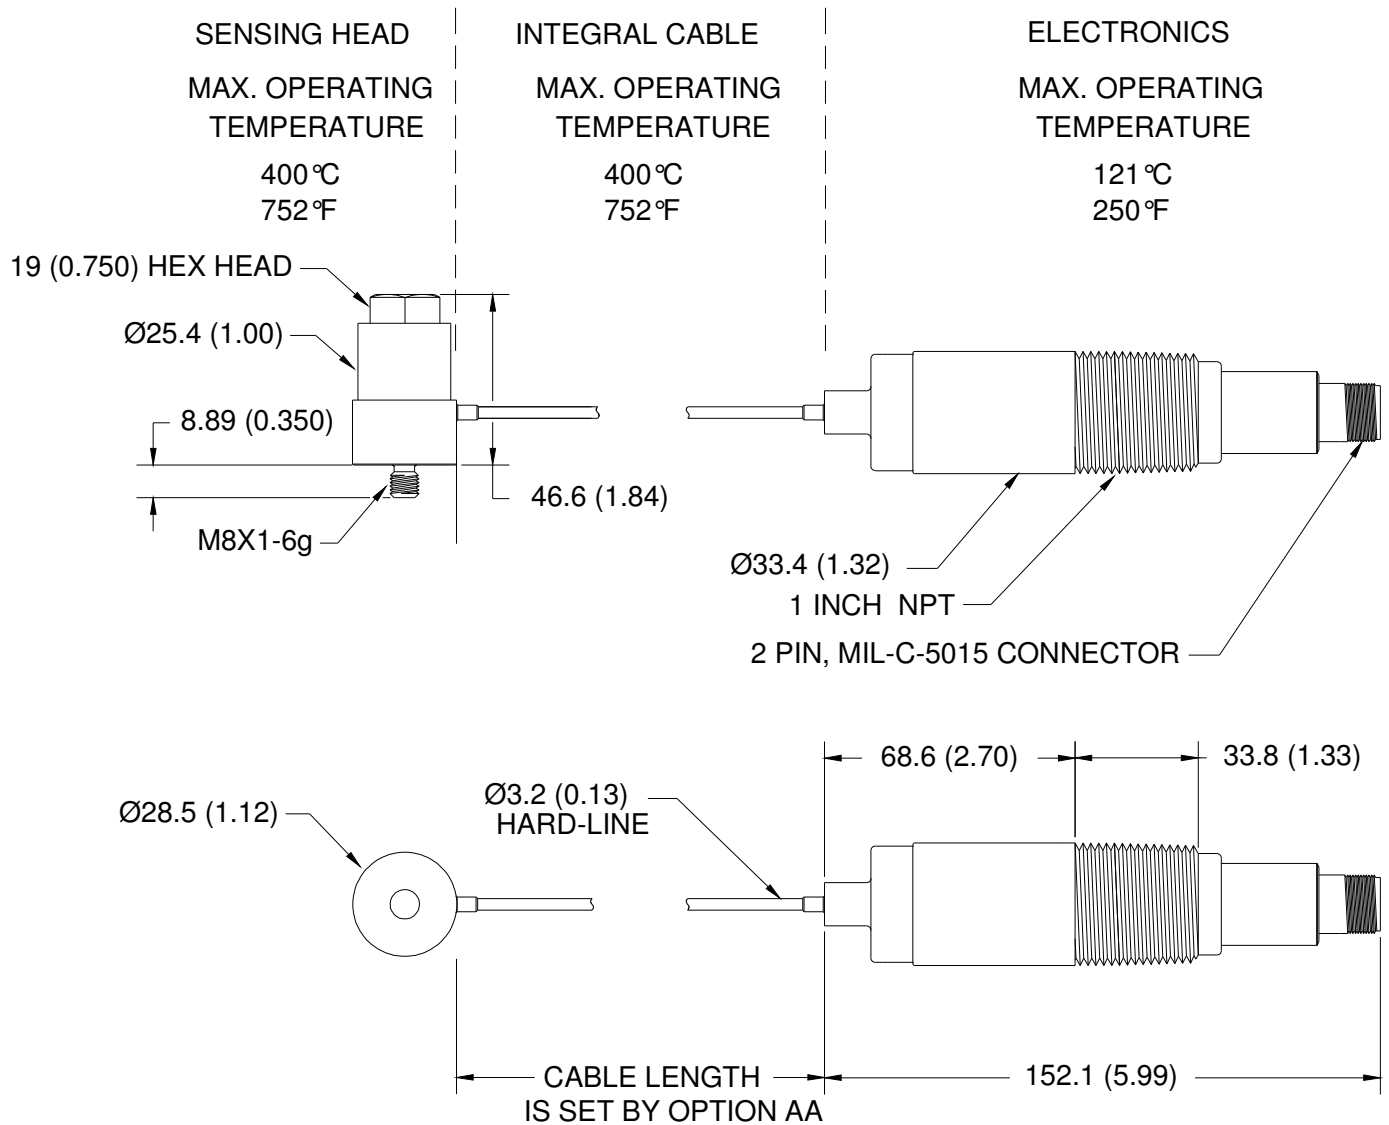 SENSING HEAD
MAX. OPERATING
TEMPERATURE
400°C
752°F
INTEGRAL CABLE
MAX. OPERATING
TEMPERATURE
400°C
752°F
ELECTRONICS
MAX. OPERATING
TEMPERATURE
121°C
250°F
19 (0.750) HEX HEAD
Ø25.4 (1.00)
8.89 (0.350)
46.6 (1.84)
M8X1-6g
Ø33.4 (1.32)
1 INCH NPT
2 PIN, MIL-C-5015 CONNECTOR
68.6 (2.70)
33.8 (1.33)
Ø28.5 (1.12)
Ø3.2 (0.13)
HARD-LINE
CABLE LENGTH
IS SET BY OPTION AA
152.1 (5.99)